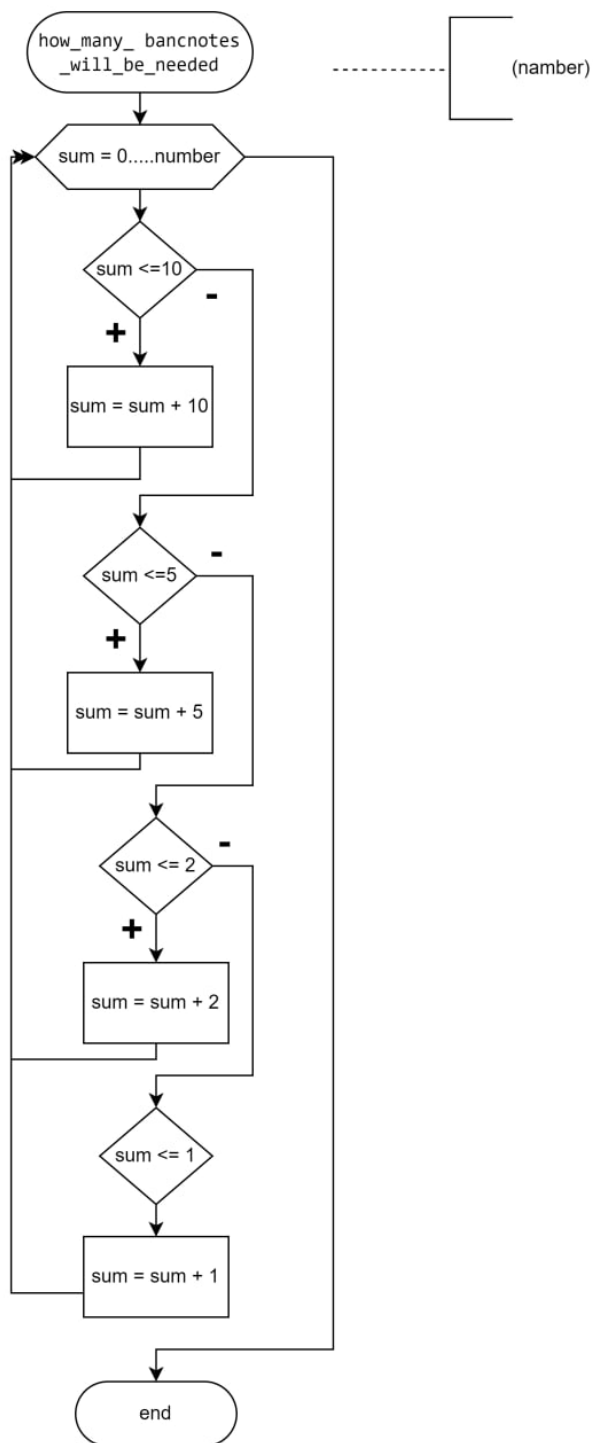 how_many_ bancnotes
_will_be_needed
(namber)
sum = 0.....number
sum <=10
-
+
sum = sum + 10
sum <=5
-
+
sum = sum + 5
sum <= 2
-
+
sum = sum + 2
sum <= 1
sum = sum + 1
end